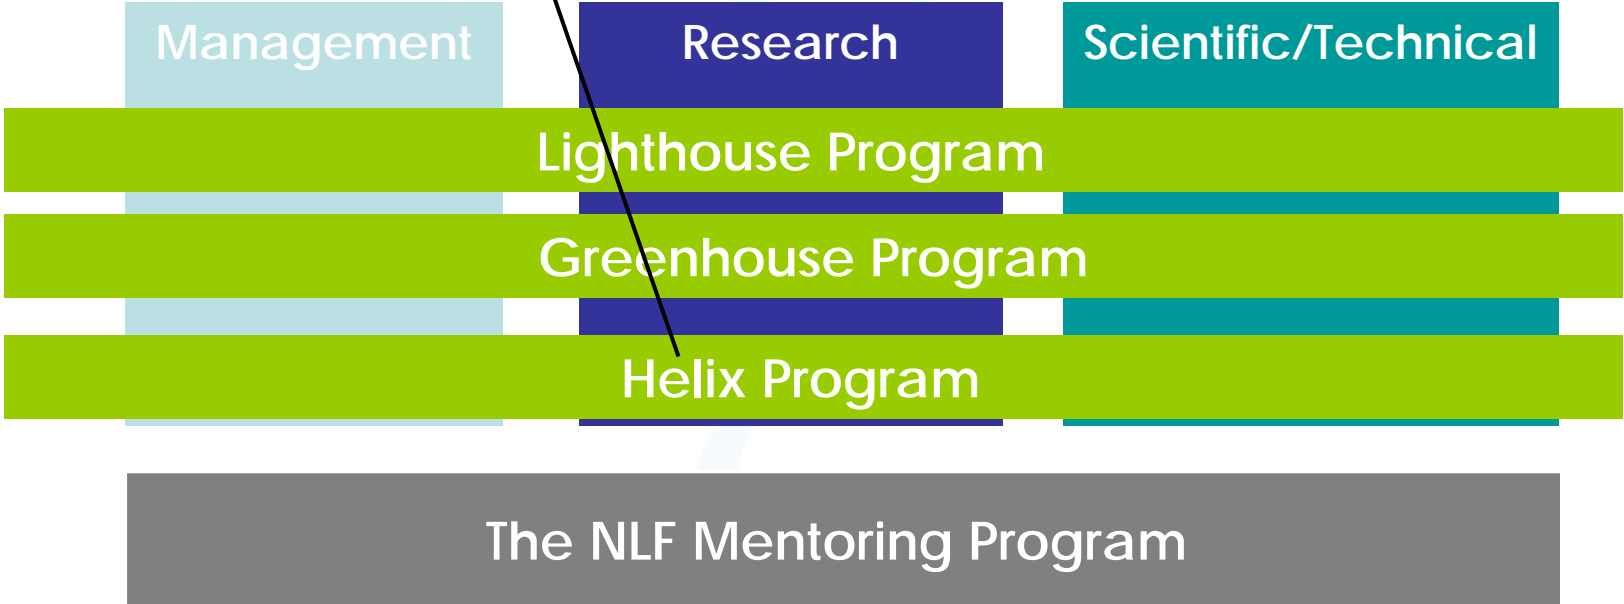 Management Research Scientific/Technical
Lighthouse Program
Greenhouse Program
Helix Program
The NLF Mentoring Program